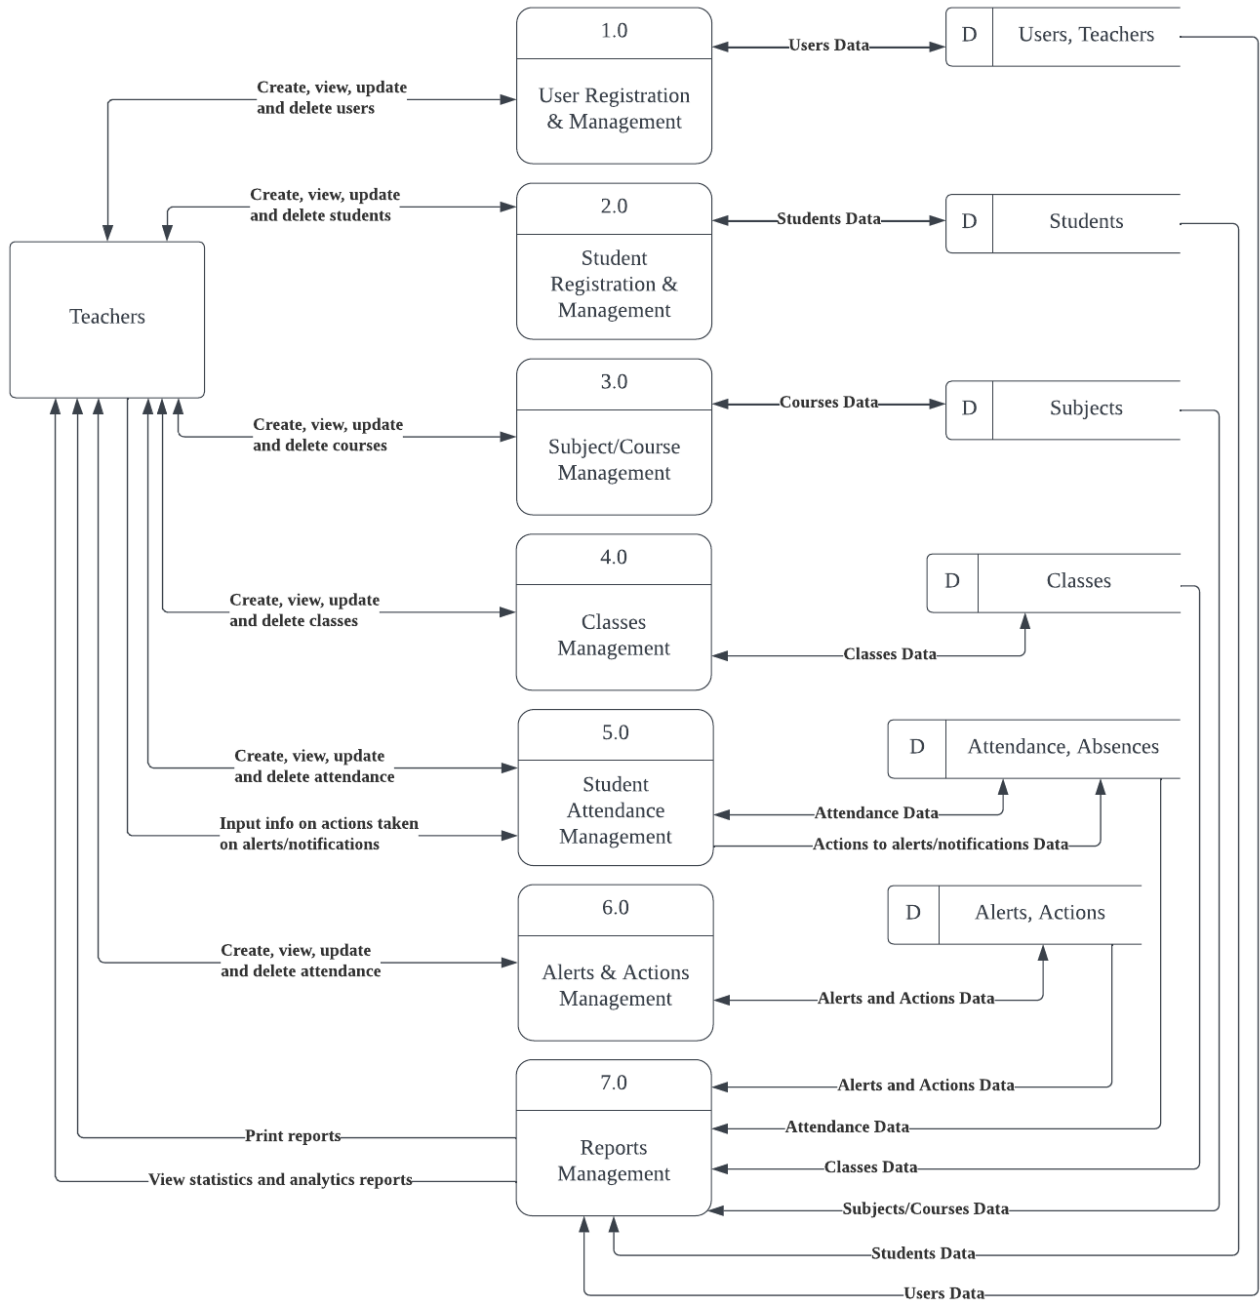 1.0
User Registration
& Management
Users Data
D
Users, Teachers
Create, view, update
and delete users
2.0
Student
Registration &
Management
Students Data
D
Students
Create, view, update
and delete students
Teachers
3.0
Subject/Course
Management
Courses Data
D
Subjects
Create, view, update
and delete courses
4.0
Classes
Management
D
Classes
Classes Data
Create, view, update
and delete classes
5.0
Student
Attendance
Management
D
Attendance, Absences
Create, view, update
and delete attendance
Attendance Data
Input info on actions taken
on alerts/notifications
Actions to alerts/notifications Data
6.0
Alerts & Actions
Management
D
Alerts, Actions
Create, view, update
and delete attendance
Alerts and Actions Data
7.0
Reports
Management
Alerts and Actions Data
Attendance Data
Print reports
Classes Data
View statistics and analytics reports
Subjects/Courses Data
Students Data
Users Data